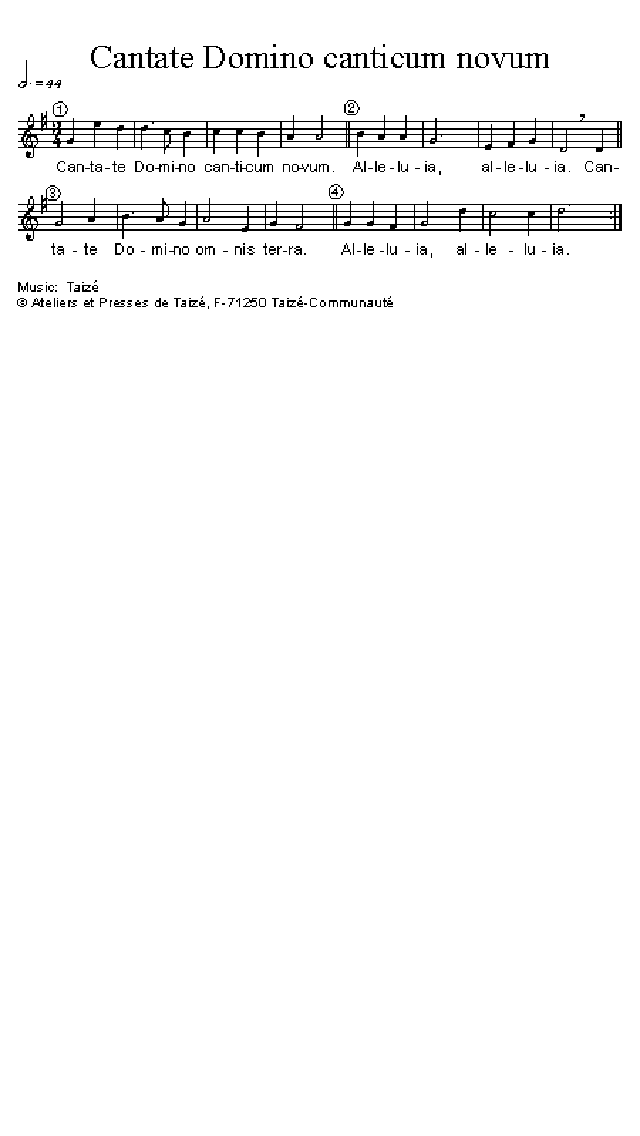 Cantate Domino canticum novum
= 44
1 2
3 4
Can-ta-te Do-mi-no can-ti-cum no-vum. Al-le-lu-ia, al-le-lu-ia. Can-
3 4
ta-te Do-mi-no om-nis ter-ra. Al-le-lu-ia, al-le-lu-ia.
Music: Taizé
© Ateliers et Presses de Taizé, F-71250 Taizé-Communauté